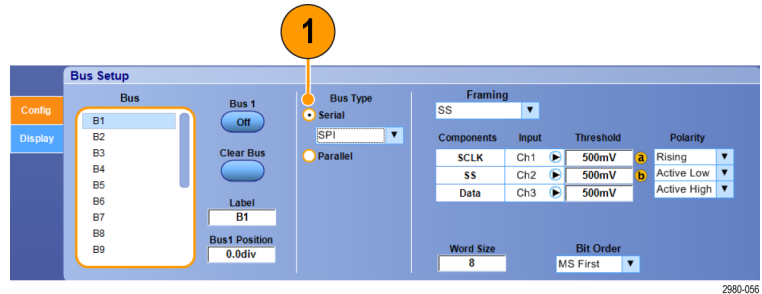 1
Bus Setup
Config
Display
Bus
B1
B2
B3
B4
B5
B6
B7
B8
B9
Bus 1
Off
Clear Bus
Label
B1
Bus1 Position
0.0div
Bus Type
Serial
SPI
Parallel
Framing
SS
Components Input Threshold Polarity
SCLK Ch1 500mV a Rising
SS Ch2 500mV b Active Low
Data Ch3 500mV Active High
Word Size
8
Bit Order
MS First
2980-056